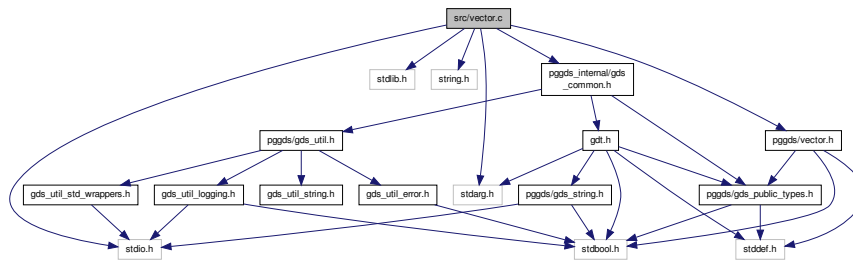 src/vector.c
stdlib.h
string.h
pggds_internal/gds
_common.h
pggds/gds_util.h
gdt.h
pggds/vector.h
gds_util_std_wrappers.h
gds_util_logging.h
gds_util_string.h
gds_util_error.h
stdarg.h
pggds/gds_string.h
pggds/gds_public_types.h
stdio.h
stdbool.h
stddef.h